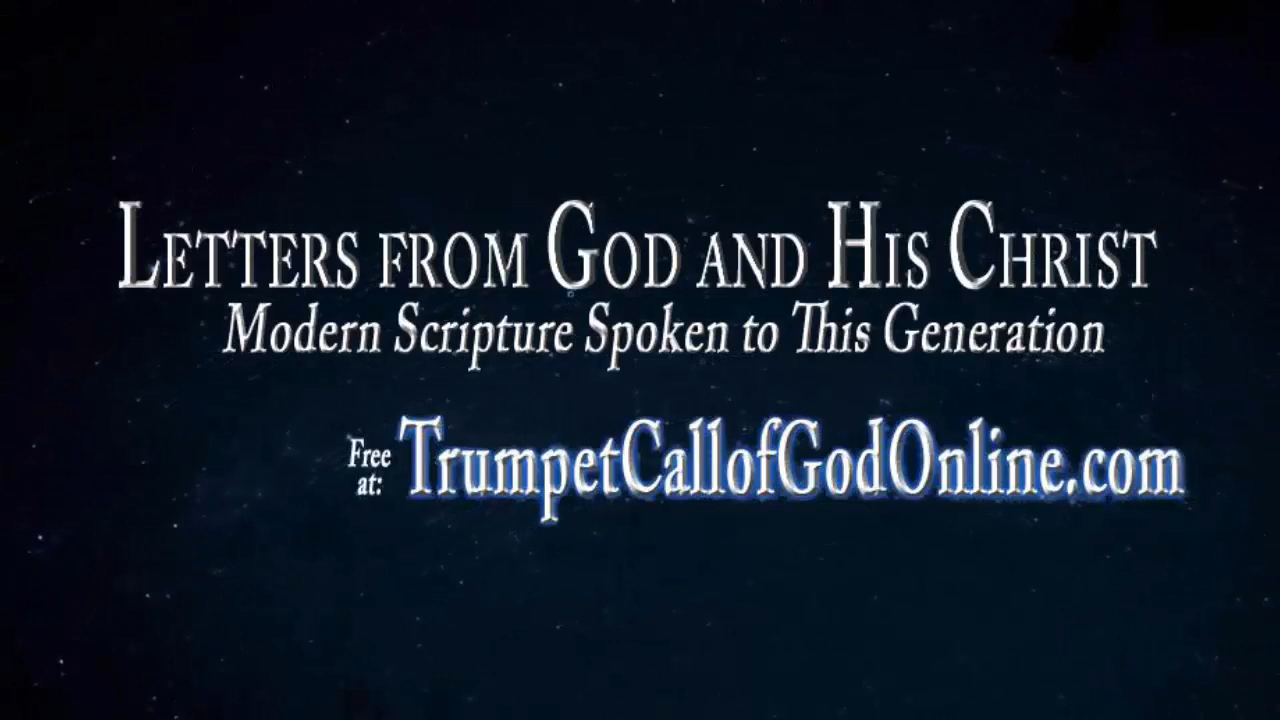 Letters from God and His Christ
Modern Scripture Spoken to This Generation
Free at: TrumpetCallofGodOnline.com